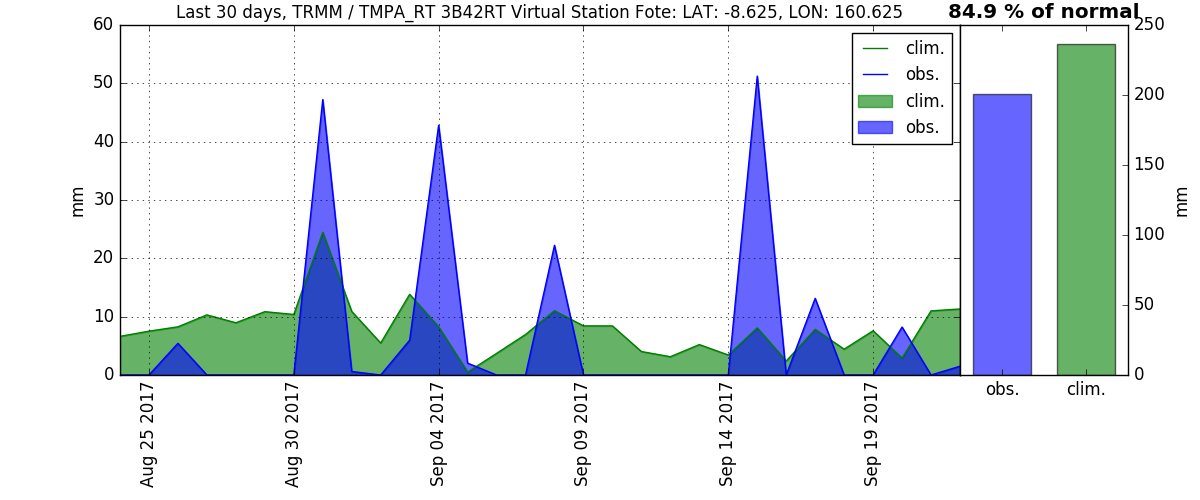 Last 30 days, TRMM / TMPA_RT 3B42RT Virtual Station Fote: LAT: -8.625, LON: 160.625
84.9 % of normal
60
50
40
30
20
10
0
mm
clim.
obs.
clim.
obs.
Aug 25 2017
Aug 30 2017
Sep 04 2017
Sep 09 2017
Sep 14 2017
Sep 19 2017
250
200
150
100
50
0
mm
obs.
clim.